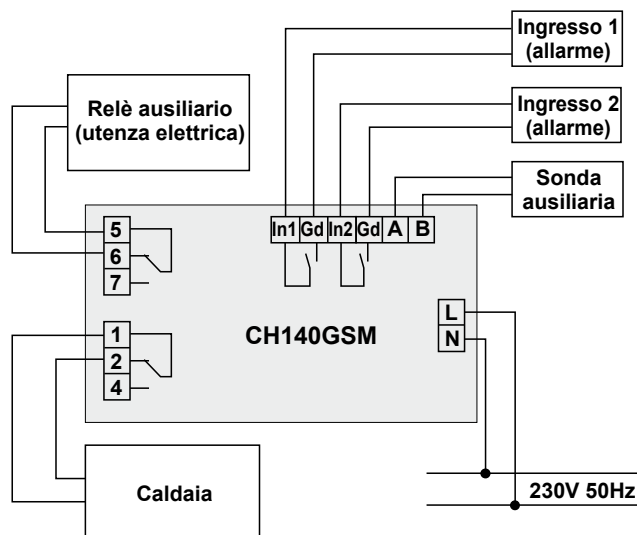 Ingresso 1
(allarme)
Relè ausiliario
(utenza elettrica)
Ingresso 2
(allarme)
Sonda
ausiliaria
In1 Gd In2 Gd A B
5
6
7
1
2
4
CH140GSM
L
N
Caldaia
230V 50Hz